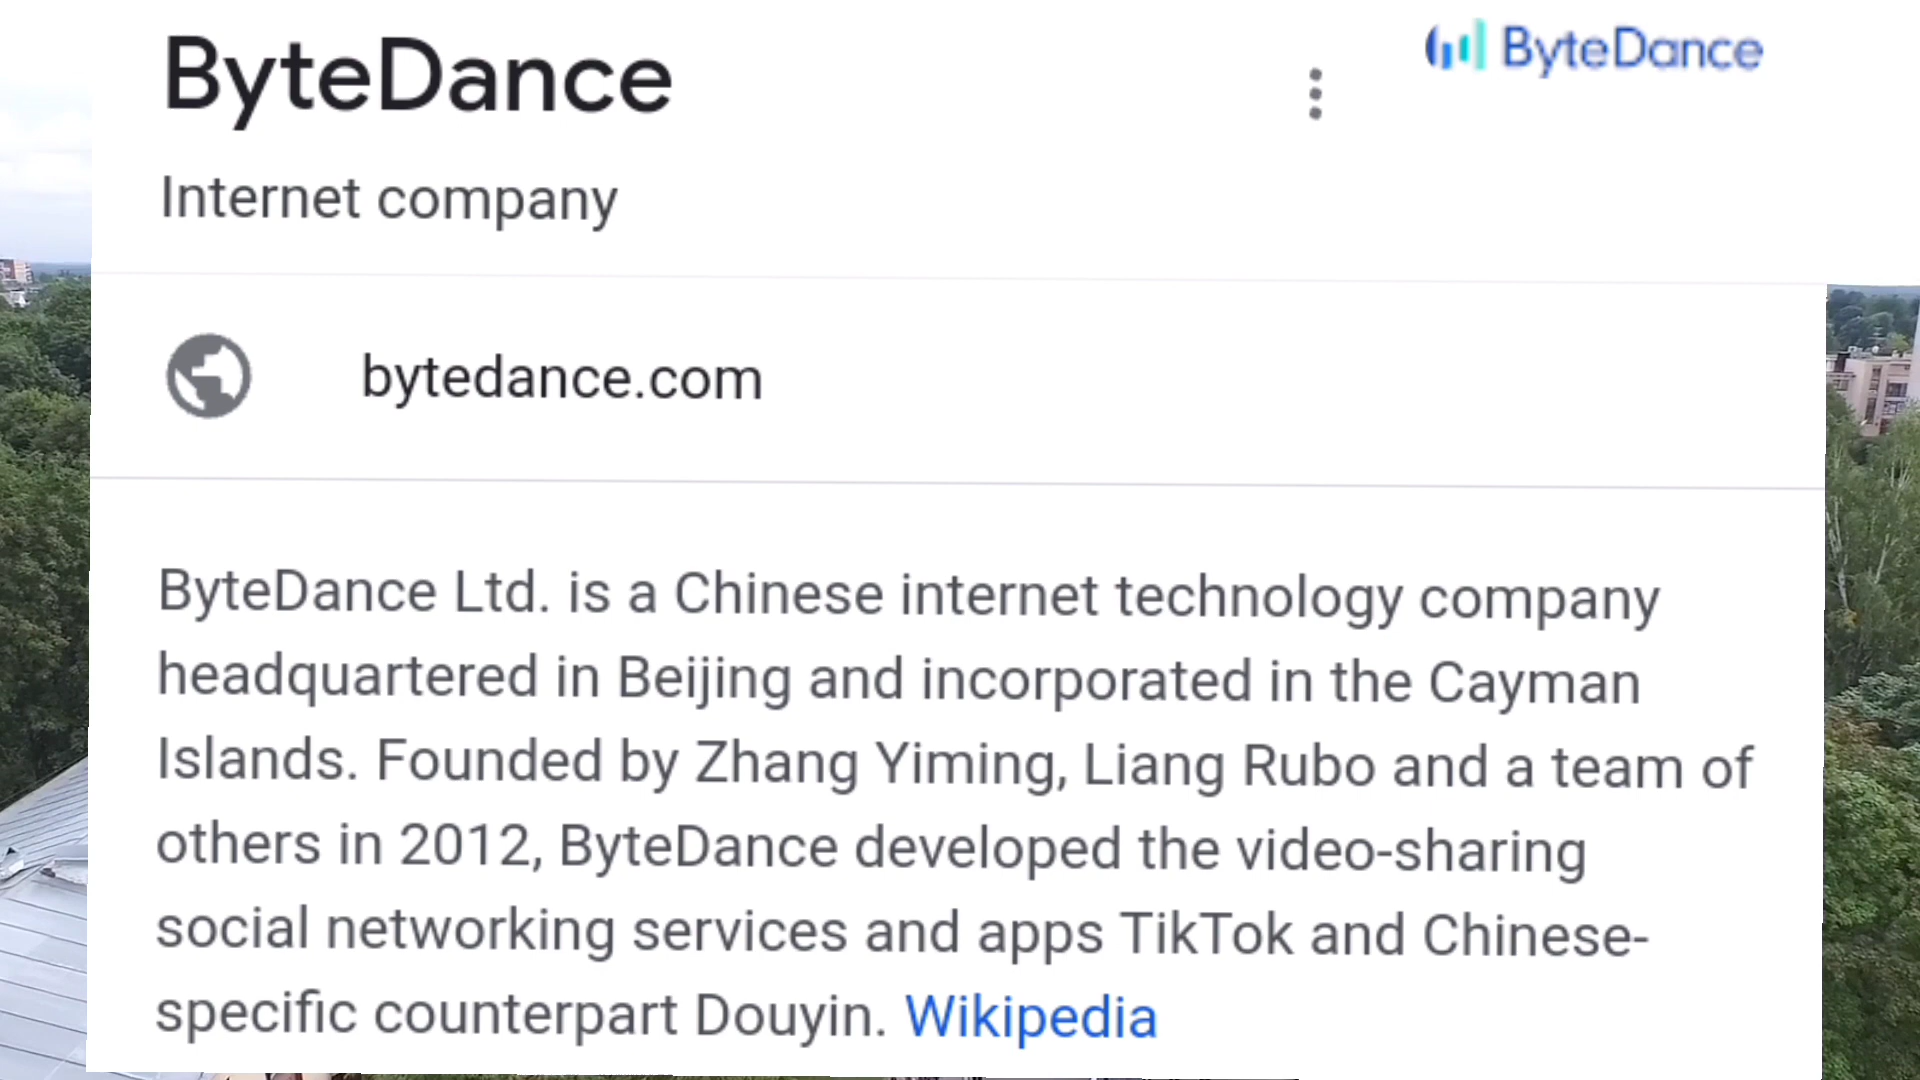 ByteDance
ByteDance
Internet company
bytedance.com
ByteDance Ltd. is a Chinese internet technology company
headquartered in Beijing and incorporated in the Cayman
Islands. Founded by Zhang Yiming, Liang Rubo and a team of
others in 2012, ByteDance developed the video-sharing
social networking services and apps TikTok and Chinese-
specific counterpart Douyin. Wikipedia